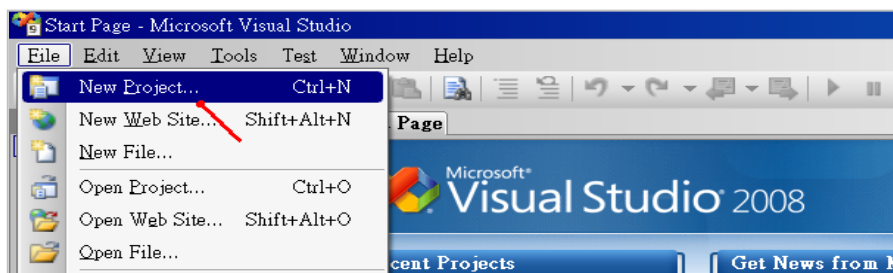 Start Page - Microsoft Visual Studio
File Edit View Tools Test Window Help
New Project... Ctrl+N
New Web Site... Shift+Alt+N
Page
New File...
Open Project... Ctrl+O
Microsoft
Visual Studio 2008
Open Web Site... Shift+Alt+O
Open File...
cent Projects
Get News from